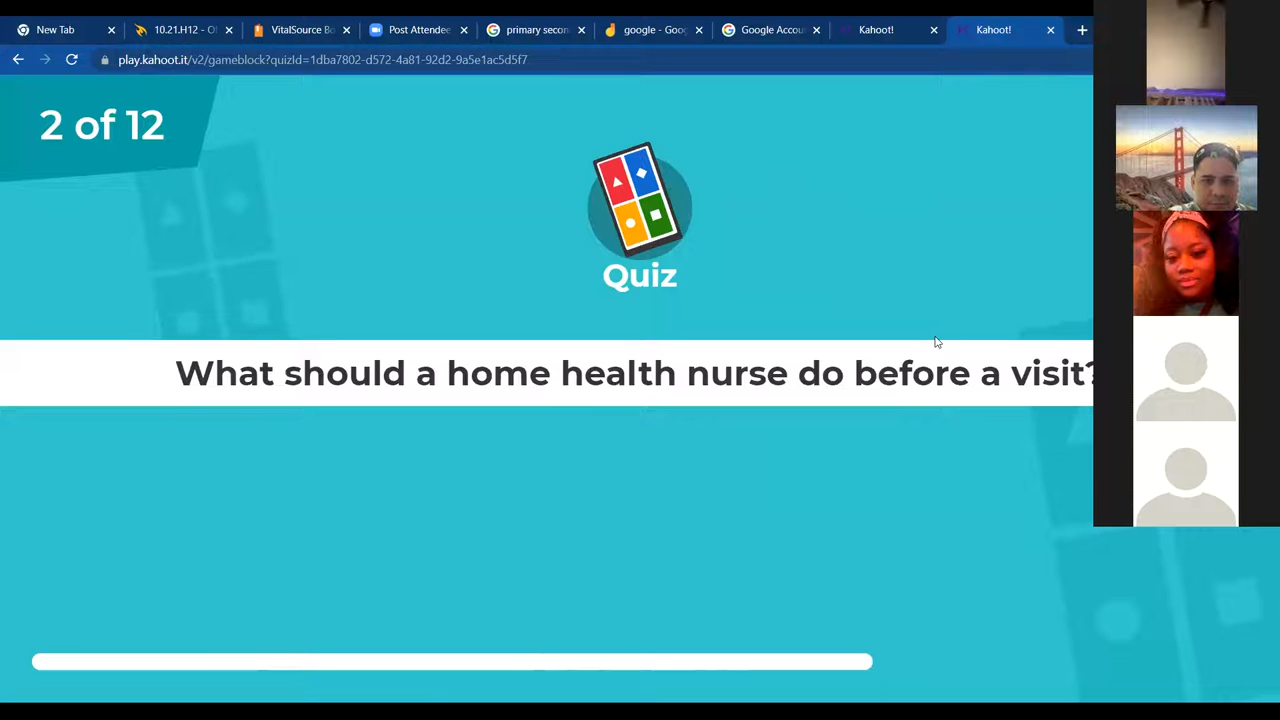 New Tab
10.21.H12 - O
VitalSource Bo
Post Attendee
primary secon
google - Goog
Google Accou
Kahoot!
Kahoot!
play.kahoot.it/v2/gameblock?quizId=1dba7802-d572-4a81-92d2-9a5e1ac5d5f7
2 of 12
Quiz
What should a home health nurse do before a visit?